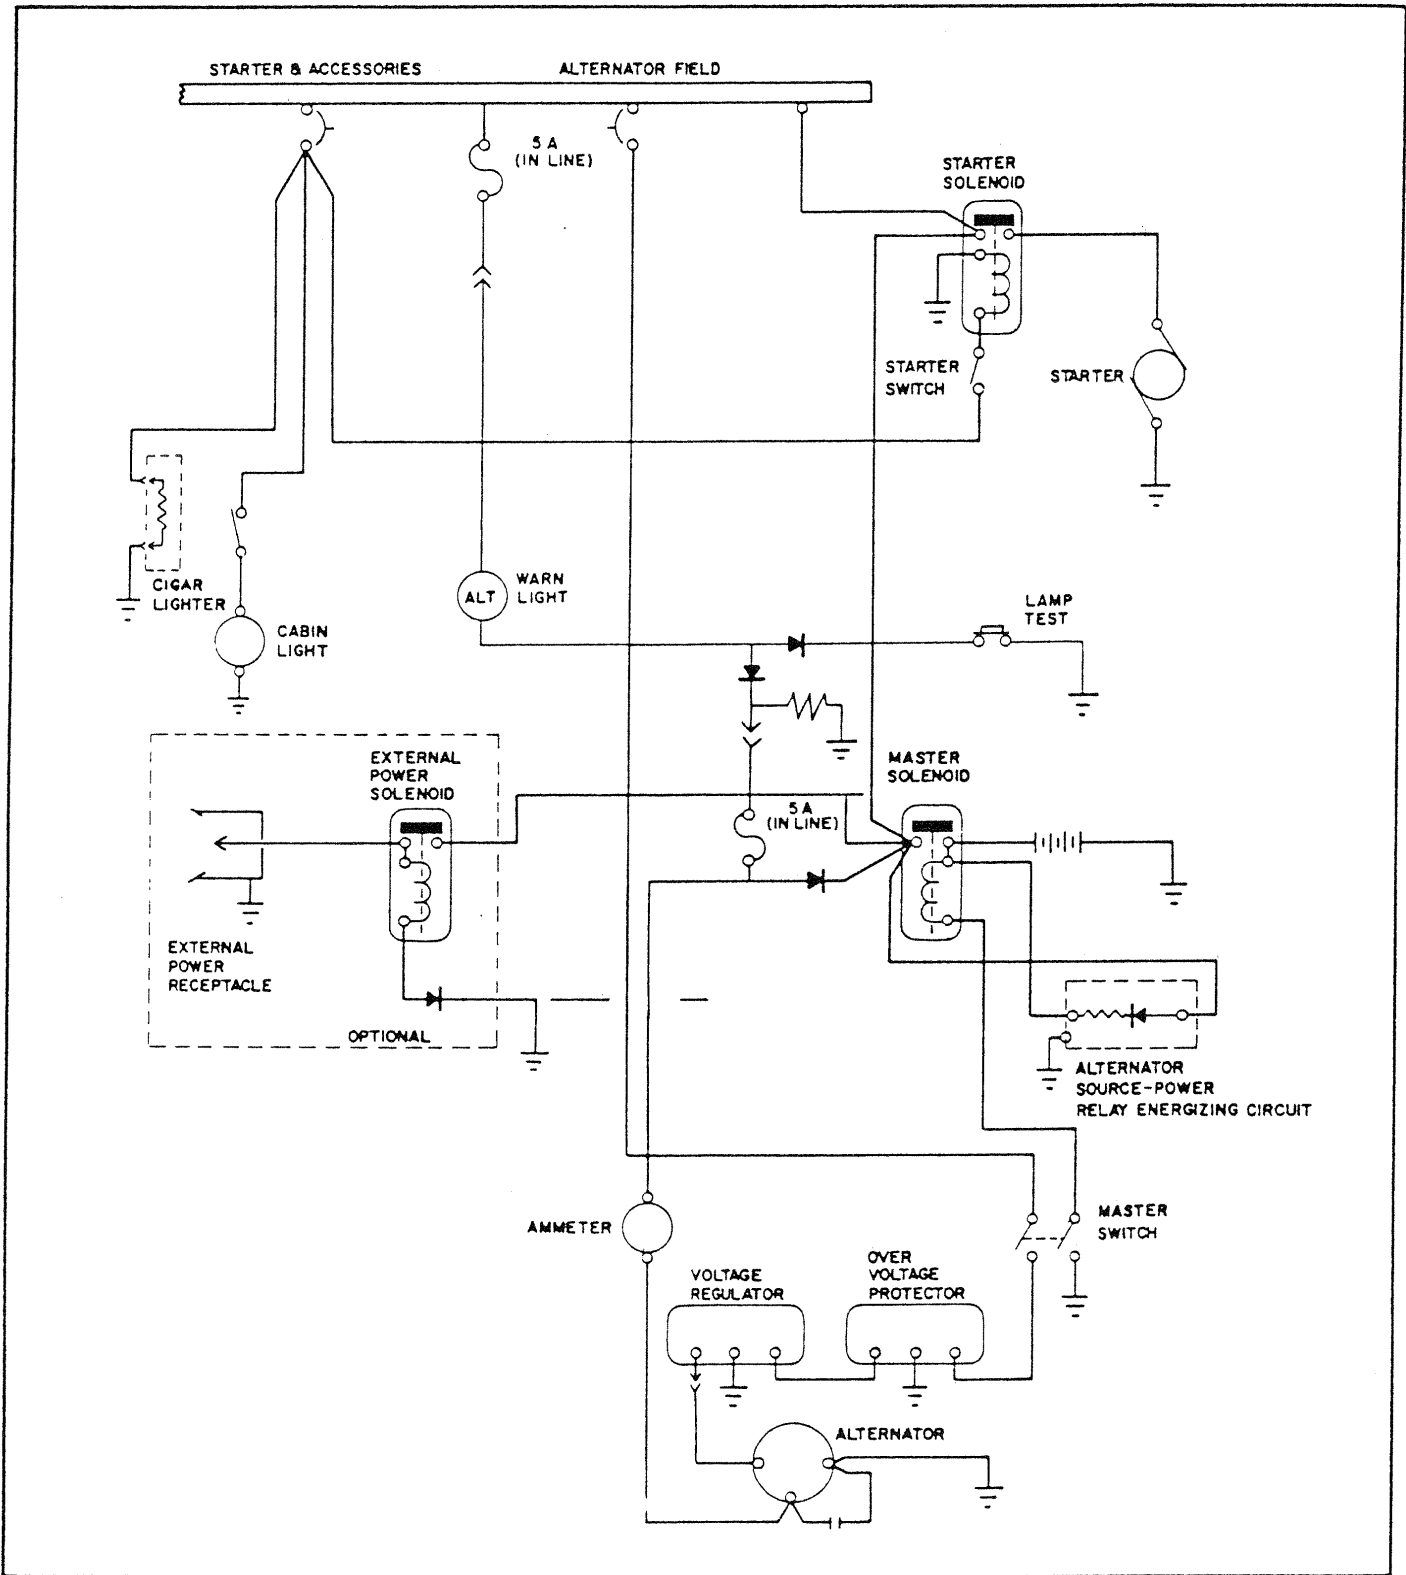 STARTER & ACCESSORIES
ALTERNATOR FIELD
5 A
(IN LINE)
STARTER
SOLENOID
STARTER
SWITCH
STARTER
CIGAR
LIGHTER
CABIN
LIGHT
ALT
WARN
LIGHT
LAMP
TEST
EXTERNAL
POWER
SOLENOID
MASTER
SOLENOID
5 A
(IN LINE)
EXTERNAL
POWER
RECEPTACLE
OPTIONAL
ALTERNATOR
SOURCE-POWER
RELAY ENERGIZING CIRCUIT
AMMETER
MASTER
SWITCH
VOLTAGE
REGULATOR
OVER
VOLTAGE
PROTECTOR
ALTERNATOR